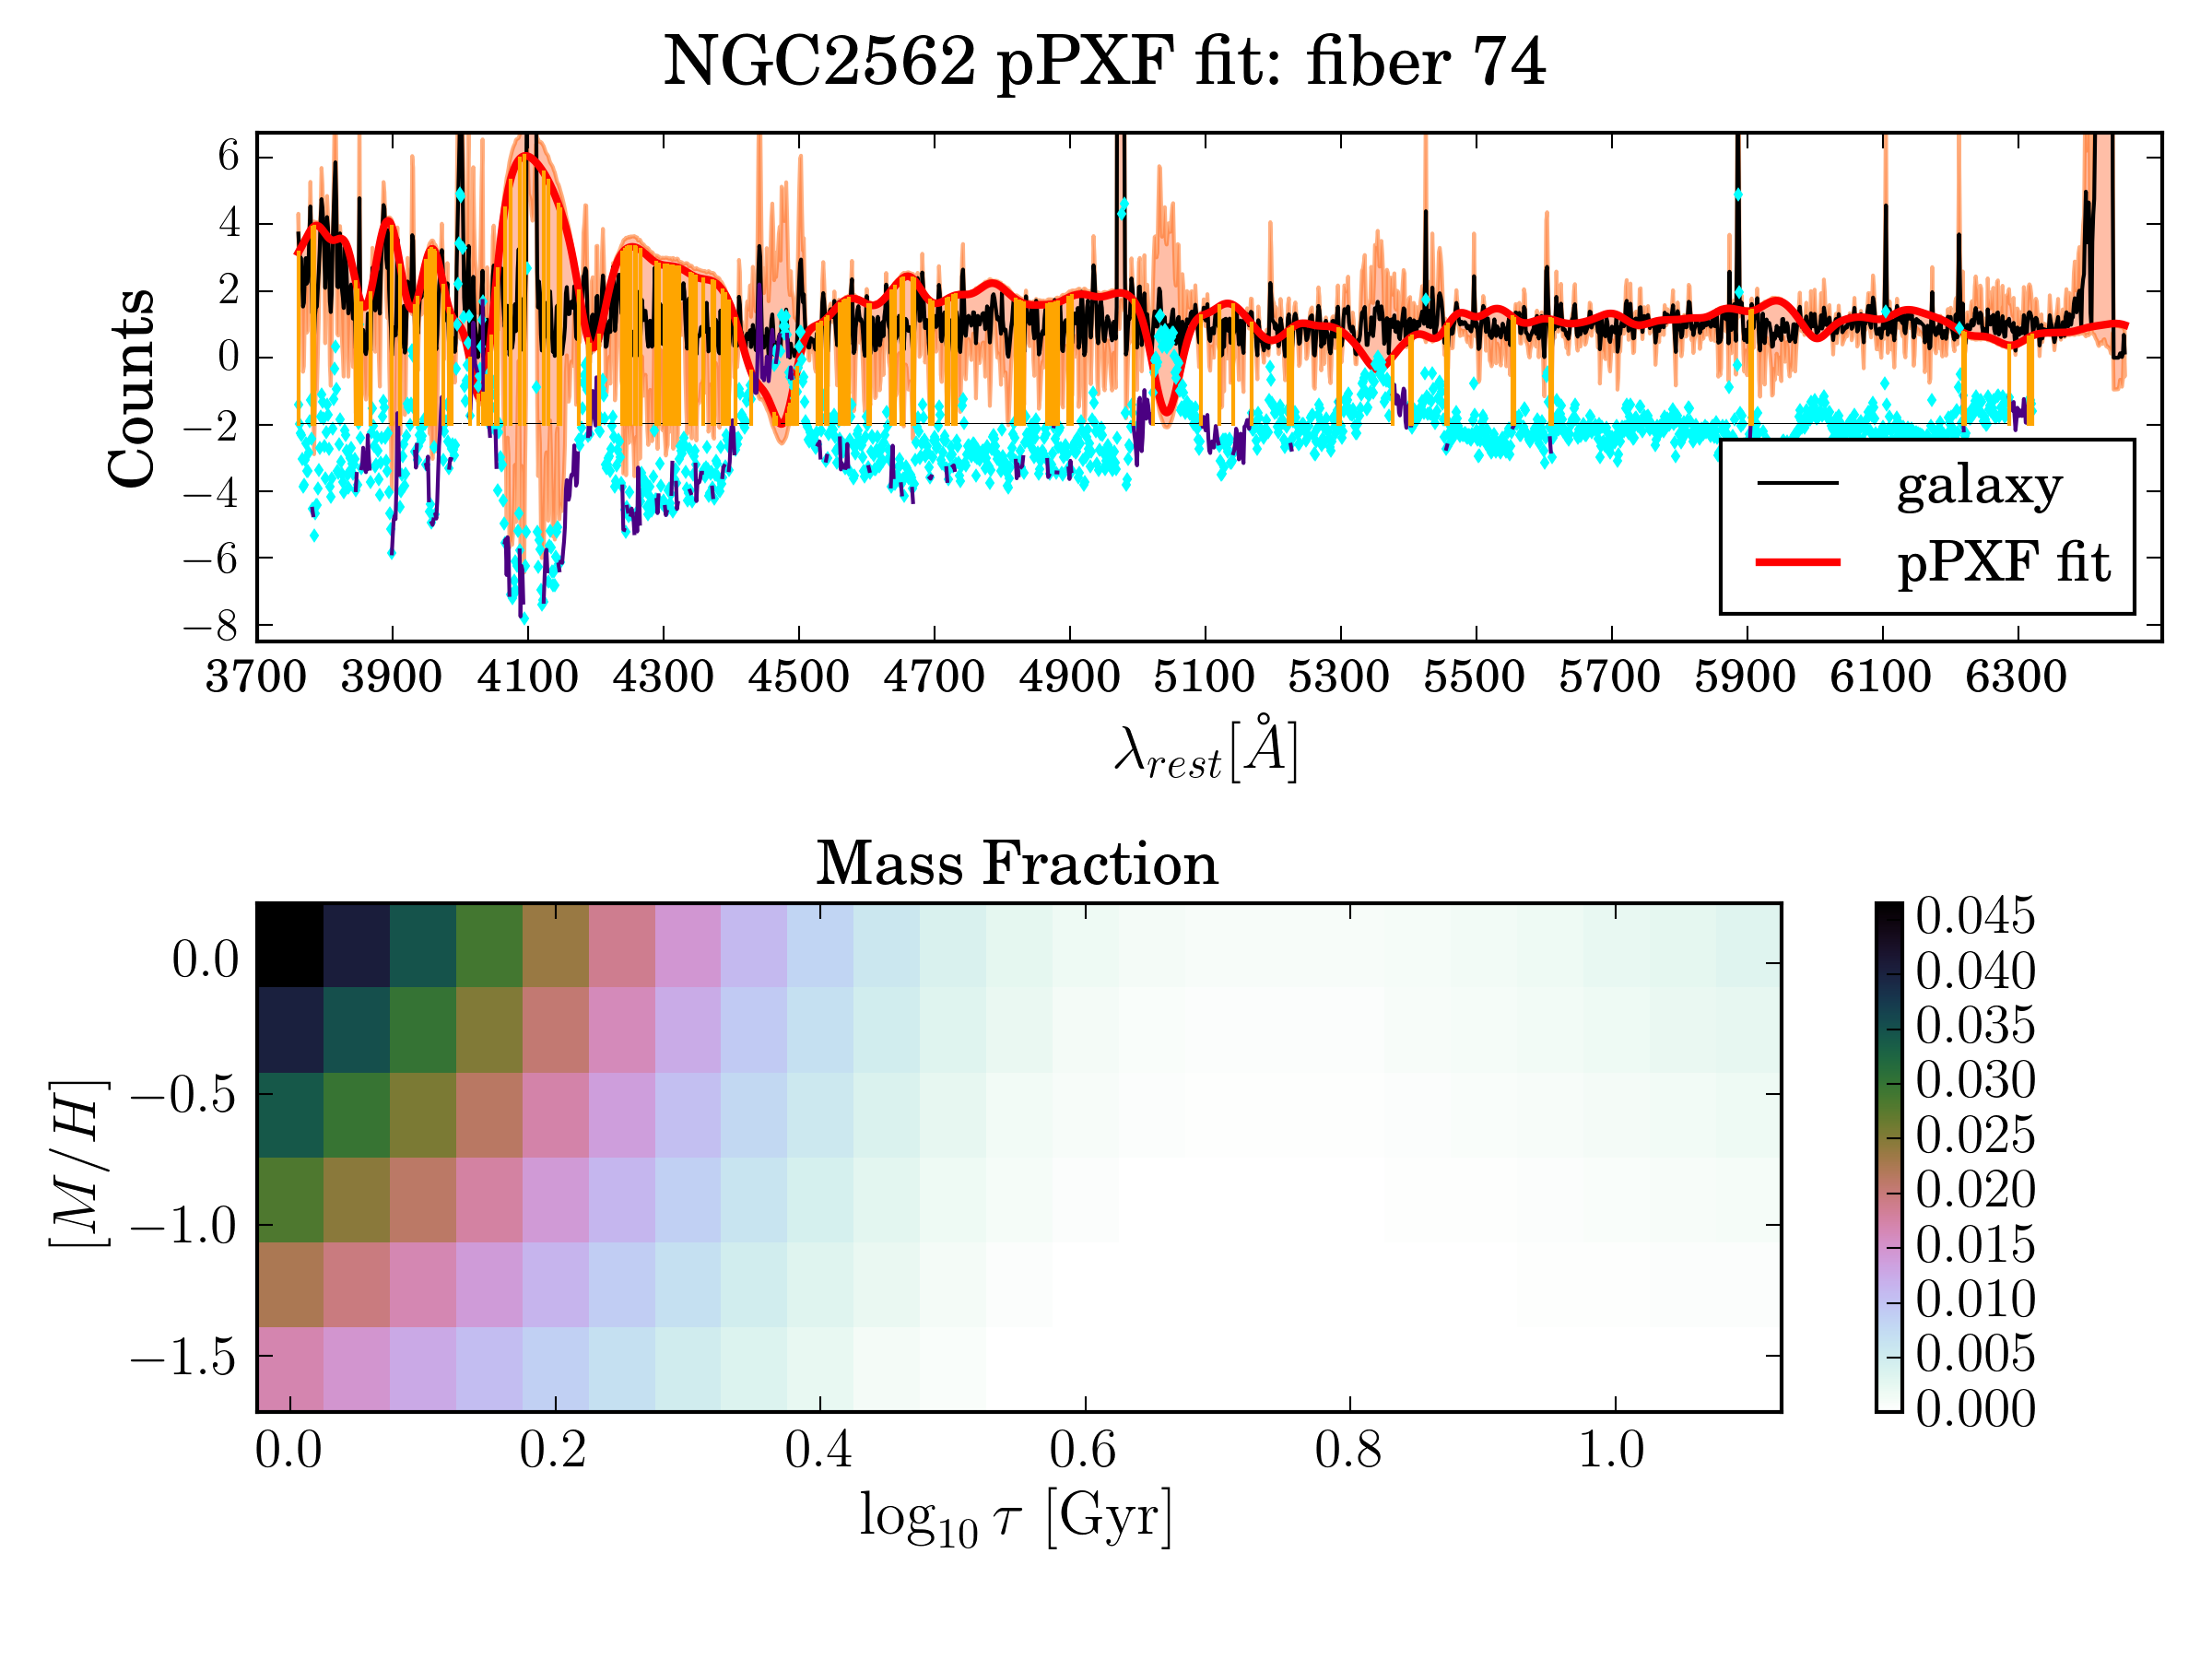 NGC2562 pPXF fit: fiber 74
Counts
6
4
2
0
−2
−4
−6
−8
galaxy
pPXF fit
3700 3900 4100 4300 4500 4700 4900 5100 5300 5500 5700 5900 6100 6300
λrest[Å]
Mass Fraction
[M/H]
0.0
−0.5
−1.0
−1.5
0.0 0.2 0.4 0.6 0.8 1.0
log10 τ [Gyr]
0.045
0.040
0.035
0.030
0.025
0.020
0.015
0.010
0.005
0.000